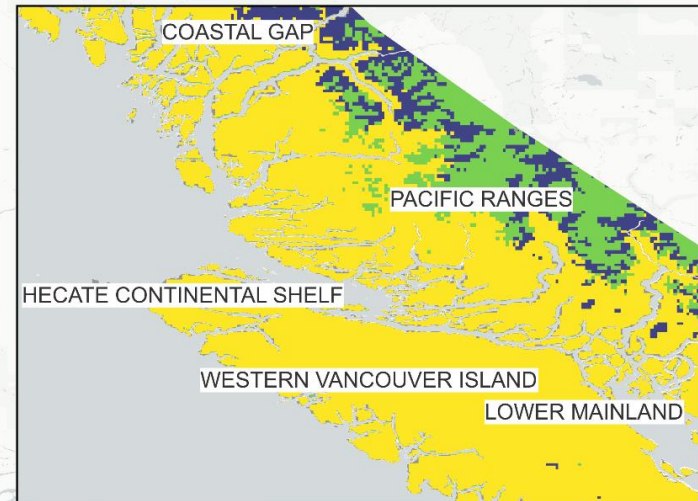 COASTAL GAP
PACIFIC RANGES
HECATE CONTINENTAL SHELF
WESTERN VANCOUVER ISLAND
LOWER MAINLAND